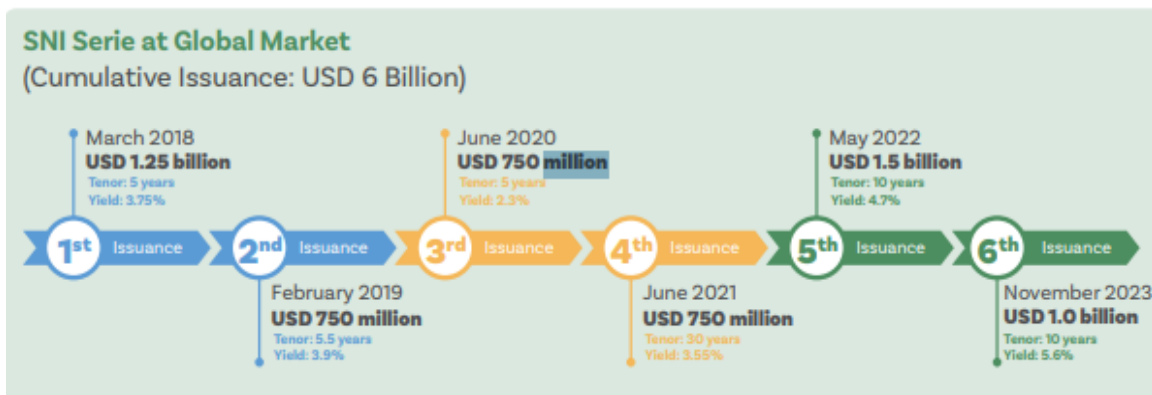 SNI Serie at Global Market
(Cumulative Issuance: USD 6 Billion)
March 2018
USD 1.25 billion
Tenor: 5 years
Yield: 3.75%
June 2020
USD 750 million
Tenor: 5 years
Yield: 2.3%
May 2022
USD 1.5 billion
Tenor: 10 years
Yield: 4.7%
1st Issuance
2nd Issuance
3rd Issuance
4th Issuance
5th Issuance
6th Issuance
February 2019
USD 750 million
Tenor: 5.5 years
Yield: 3.9%
June 2021
USD 750 million
Tenor: 30 years
Yield: 3.55%
November 2023
USD 1.0 billion
Tenor: 10 years
Yield: 5.6%